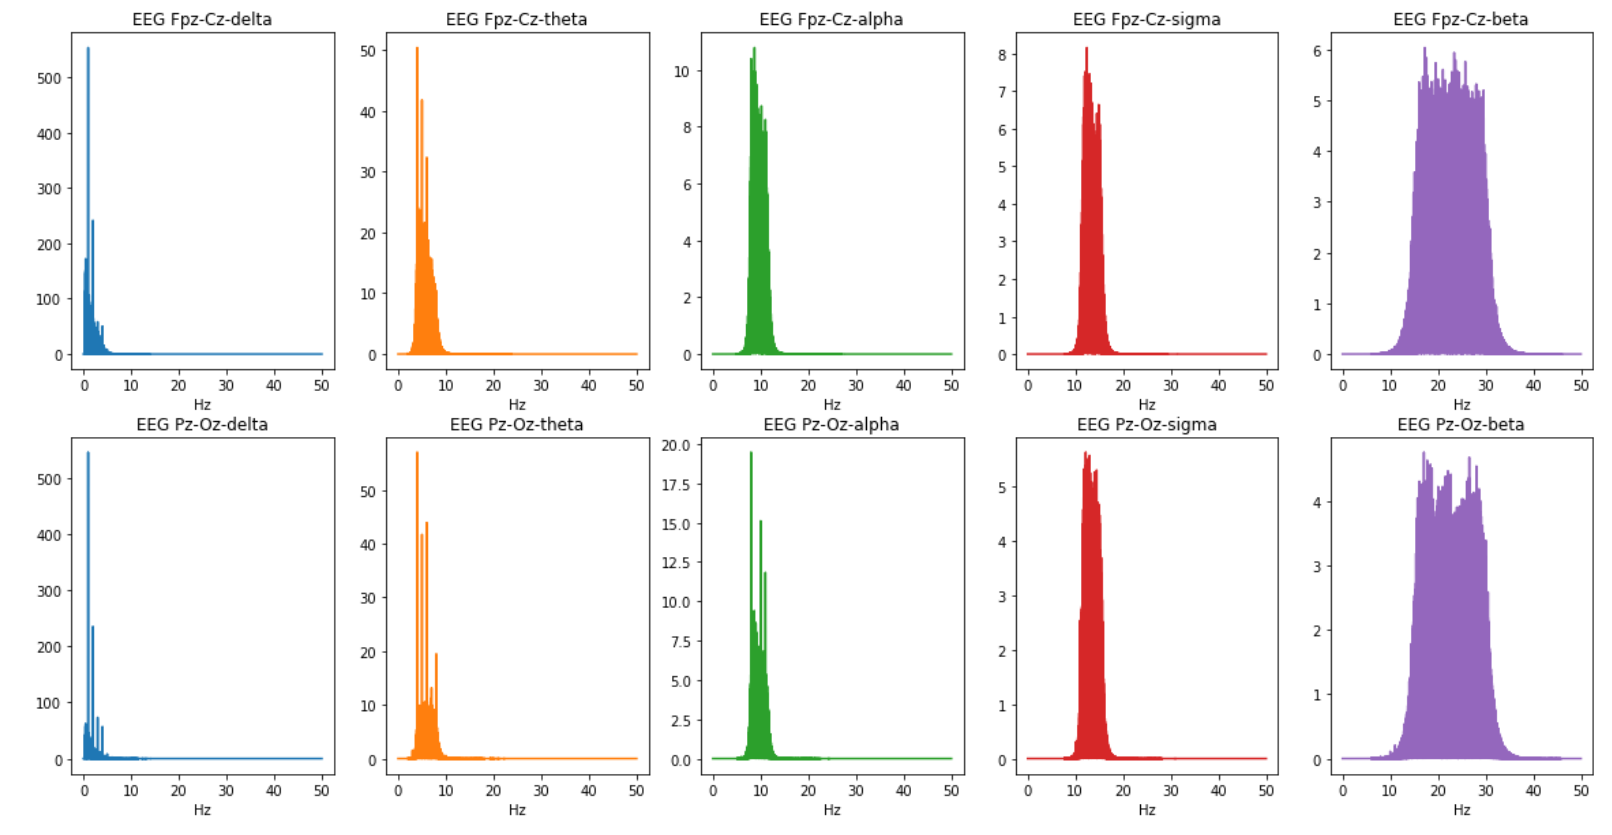 EEG Fpz-Cz-delta
500
400
300
200
100
0
0 10 20 30 40 50
Hz
EEG Fpz-Cz-theta
50
40
30
20
10
0
0 10 20 30 40 50
Hz
EEG Fpz-Cz-alpha
10
8
6
4
2
0
0 10 20 30 40 50
Hz
EEG Fpz-Cz-sigma
8
7
6
5
4
3
2
1
0
0 10 20 30 40 50
Hz
EEG Fpz-Cz-beta
6
5
4
3
2
1
0
0 10 20 30 40 50
Hz
EEG Pz-Oz-delta
500
400
300
200
100
0
0 10 20 30 40 50
Hz
EEG Pz-Oz-theta
50
40
30
20
10
0
0 10 20 30 40 50
Hz
EEG Pz-Oz-alpha
20.0
17.5
15.0
12.5
10.0
7.5
5.0
2.5
0.0
0 10 20 30 40 50
Hz
EEG Pz-Oz-sigma
5
4
3
2
1
0
0 10 20 30 40 50
Hz
EEG Pz-Oz-beta
4
3
2
1
0
0 10 20 30 40 50
Hz